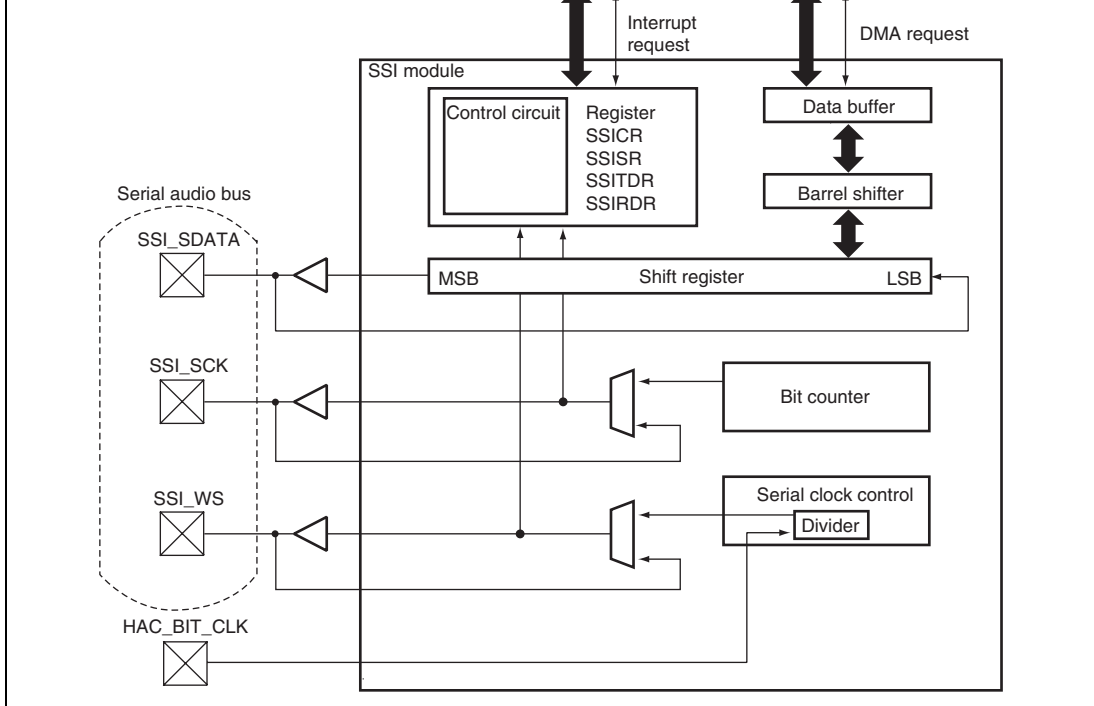 Interrupt
request
DMA request
SSI module
Control circuit
Register
SSICR
SSISR
SSITDR
SSIRDR
Data buffer
Barrel shifter
Serial audio bus
SSI_SDATA
MSB
Shift register
LSB
SSI_SCK
Bit counter
SSI_WS
Serial clock control
Divider
HAC_BIT_CLK